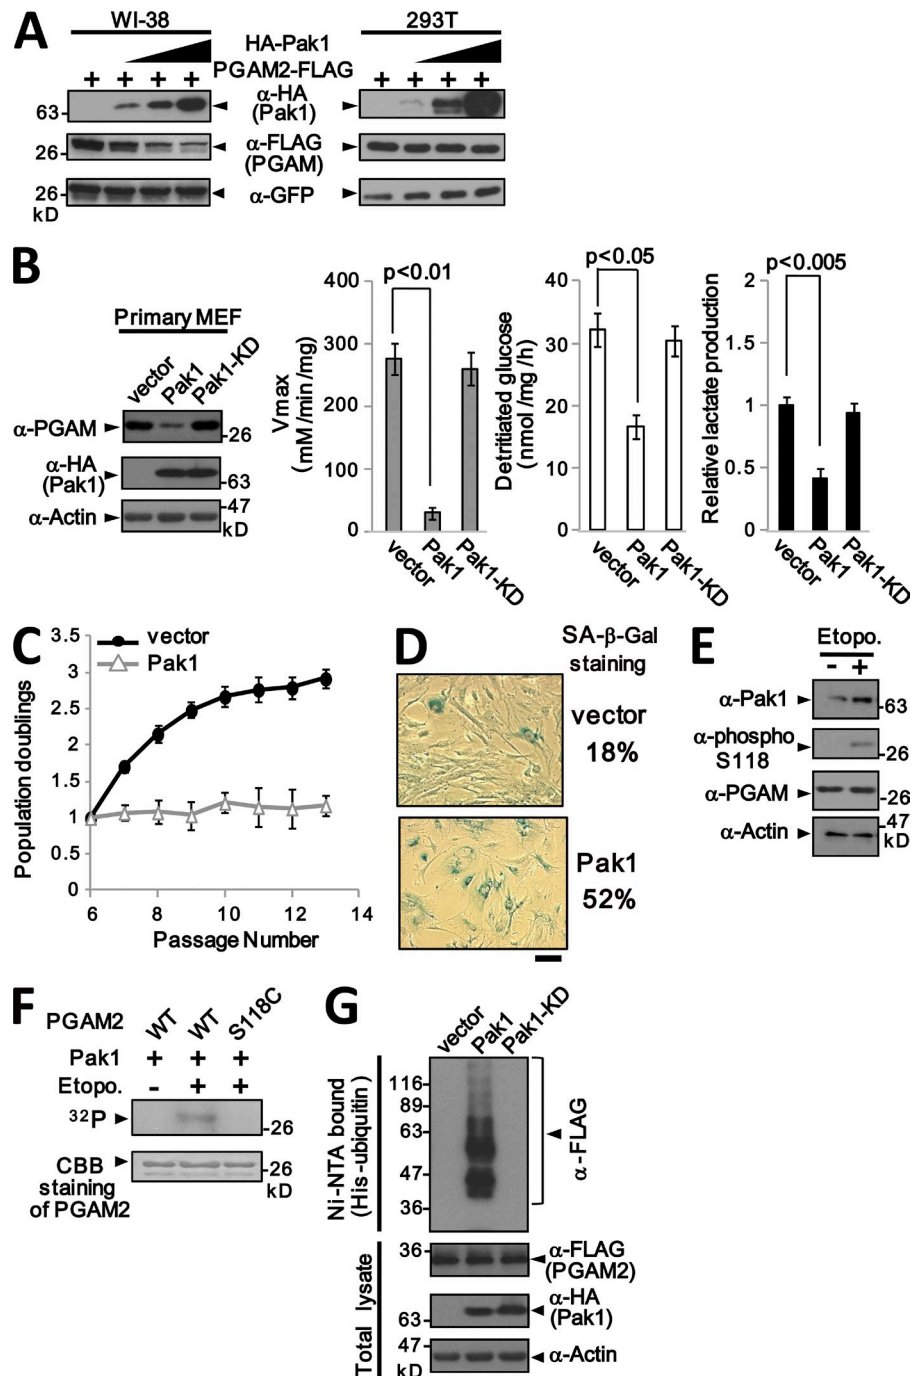 A
WI-38
293T
HA-Pak1
PGAM2-FLAG
+ + + +
+ + + +
63-
α-HA
(Pak1)
26-
α-FLAG
(PGAM)
26-
α-GFP
kD
B
Primary MEF
vector
Pak1
Pak1-KD
α-PGAM
-26
α-HA
(Pak1)
-63
α-Actin
-47
kD
Vmax
(mM/min/mg)
400
300
200
100
0
p<0.01
vector
Pak1
Pak1-KD
Detritiated glucose
(nmol/mg/h)
40
30
20
10
0
p<0.05
vector
Pak1
Pak1-KD
Relative lactate production
2
1.5
1
0.5
0
p<0.005
vector
Pak1
Pak1-KD
C
Population doublings
3.5
3
2.5
2
1.5
1
0.5
0
vector
Pak1
6 8 10 12 14
Passage Number
D
SA-β-Gal
staining
vector
18%
Pak1
52%
E
Etopo.
- +
α-Pak1
-63
α-phospho
S118
-26
α-PGAM
-26
α-Actin
-47
kD
F
PGAM2
WT
WT
S118C
Pak1
+ + +
Etopo.
- + +
32P
-26
CBB
staining
of PGAM2
-26
kD
G
vector
Pak1
Pak1-KD
Ni-NTA bound
(His-ubiquitin)
116-
89-
63-
47-
36-
α-FLAG
Total lysate
36-
α-FLAG
(PGAM2)
63-
α-HA
(Pak1)
47-
kD
α-Actin